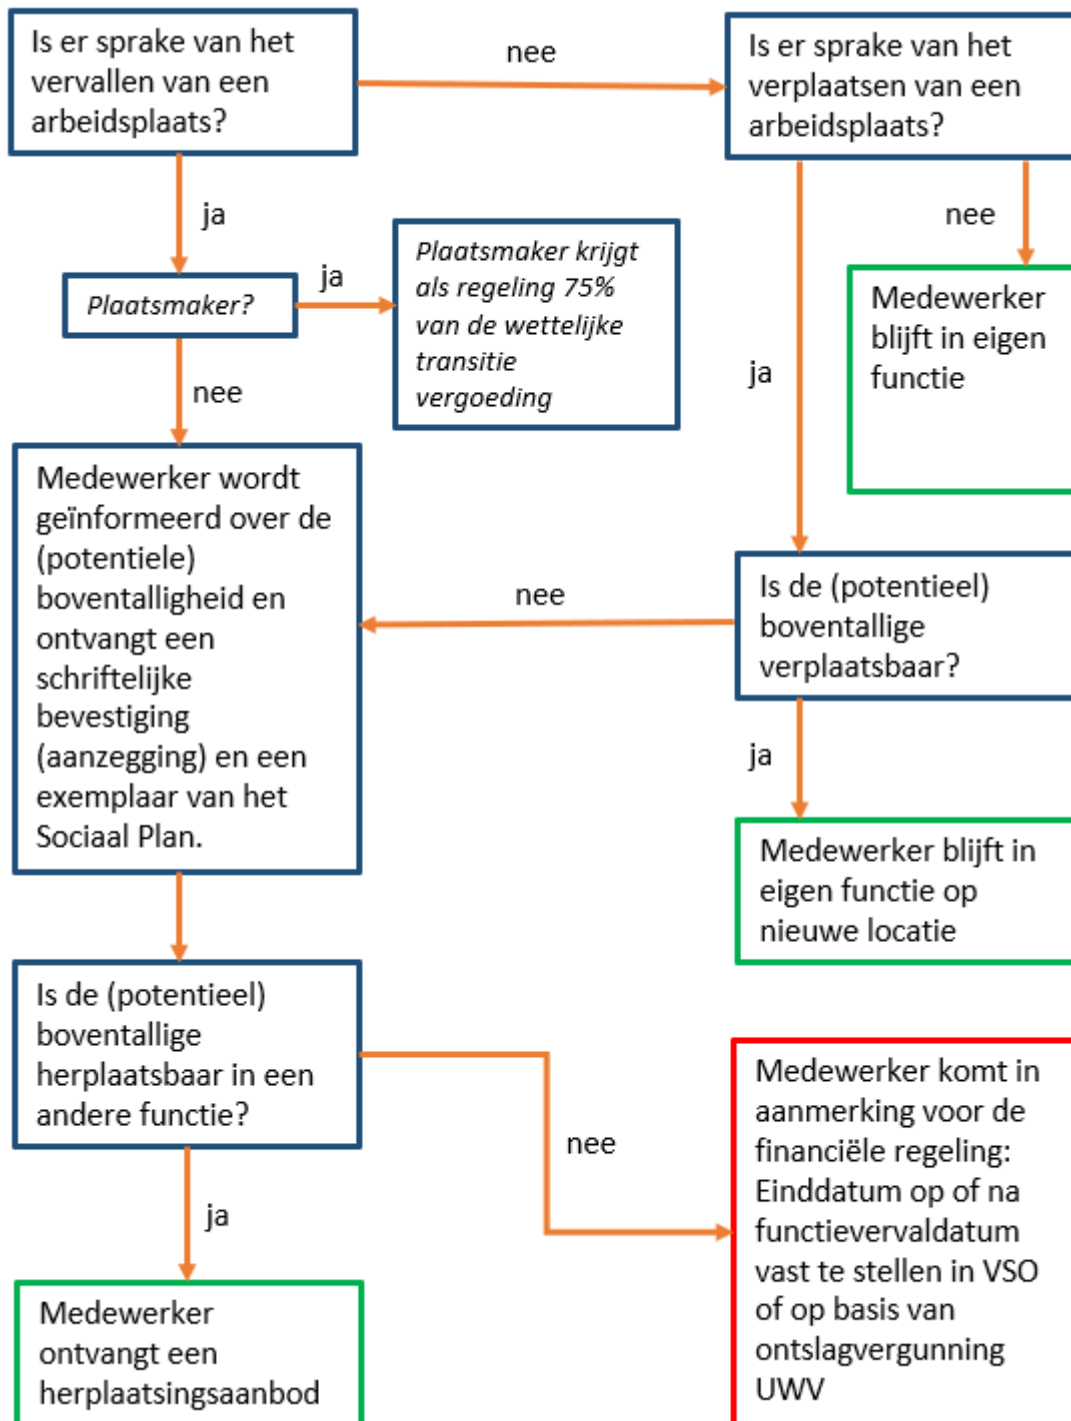 Is er sprake van het
vervallen van een
arbeidsplaats?
nee
Is er sprake van het
verplaatsen van een
arbeidsplaats?
ja
nee
Plaatsmaker?
ja
Plaatsmaker krijgt
als regeling 75%
van de wettelijke
transitie
vergoeding
Medewerker
blijft in eigen
functie
ja
nee
Medewerker wordt
geïnformeerd over de
(potentiele)
boventalligheid en
ontvangt een
schriftelijke
bevestiging
(aanzegging) en een
exemplaar van het
Sociaal Plan.
nee
Is de (potentieel)
boventallige
verplaatsbaar?
ja
Medewerker blijft in
eigen functie op
nieuwe locatie
Is de (potentieel)
boventallige
herplaatsbaar in een
andere functie?
nee
Medewerker komt in
aanmerking voor de
financiële regeling:
Einddatum op of na
functievervaldatum
vast te stellen in VSO
of op basis van
ontslagvergunning
UWV
ja
Medewerker
ontvangt een
herplaatsingsaanbod